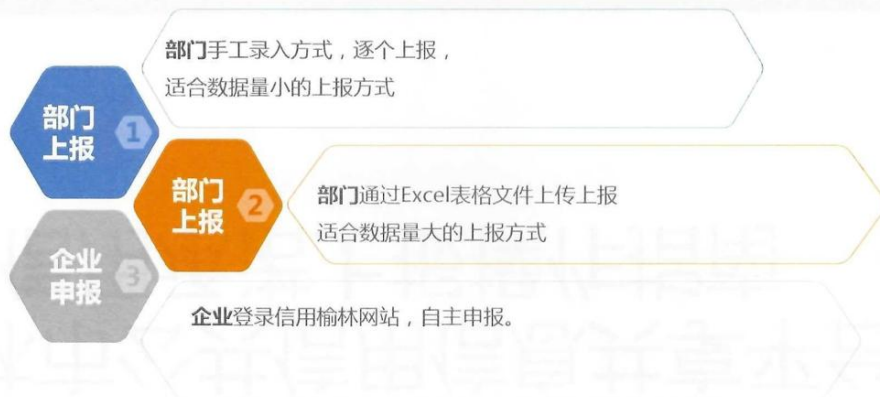 部门上报 1
部门手工录入方式，逐个上报，
适合数据量小的上报方式
部门上报 2
部门通过Excel表格文件上传上报
适合数据量大的上报方式
企业申报 3
企业登录信用榆林网站，自主申报。